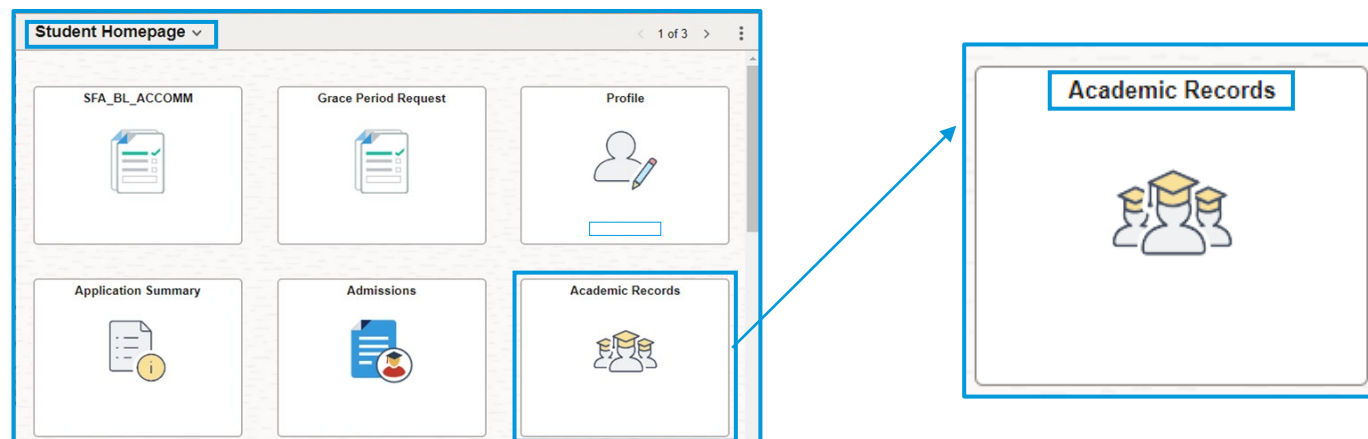 Student Homepage
1 of 3
SFA_BL_ACCOMM
Grace Period Request
Profile
Application Summary
Admissions
Academic Records
Academic Records